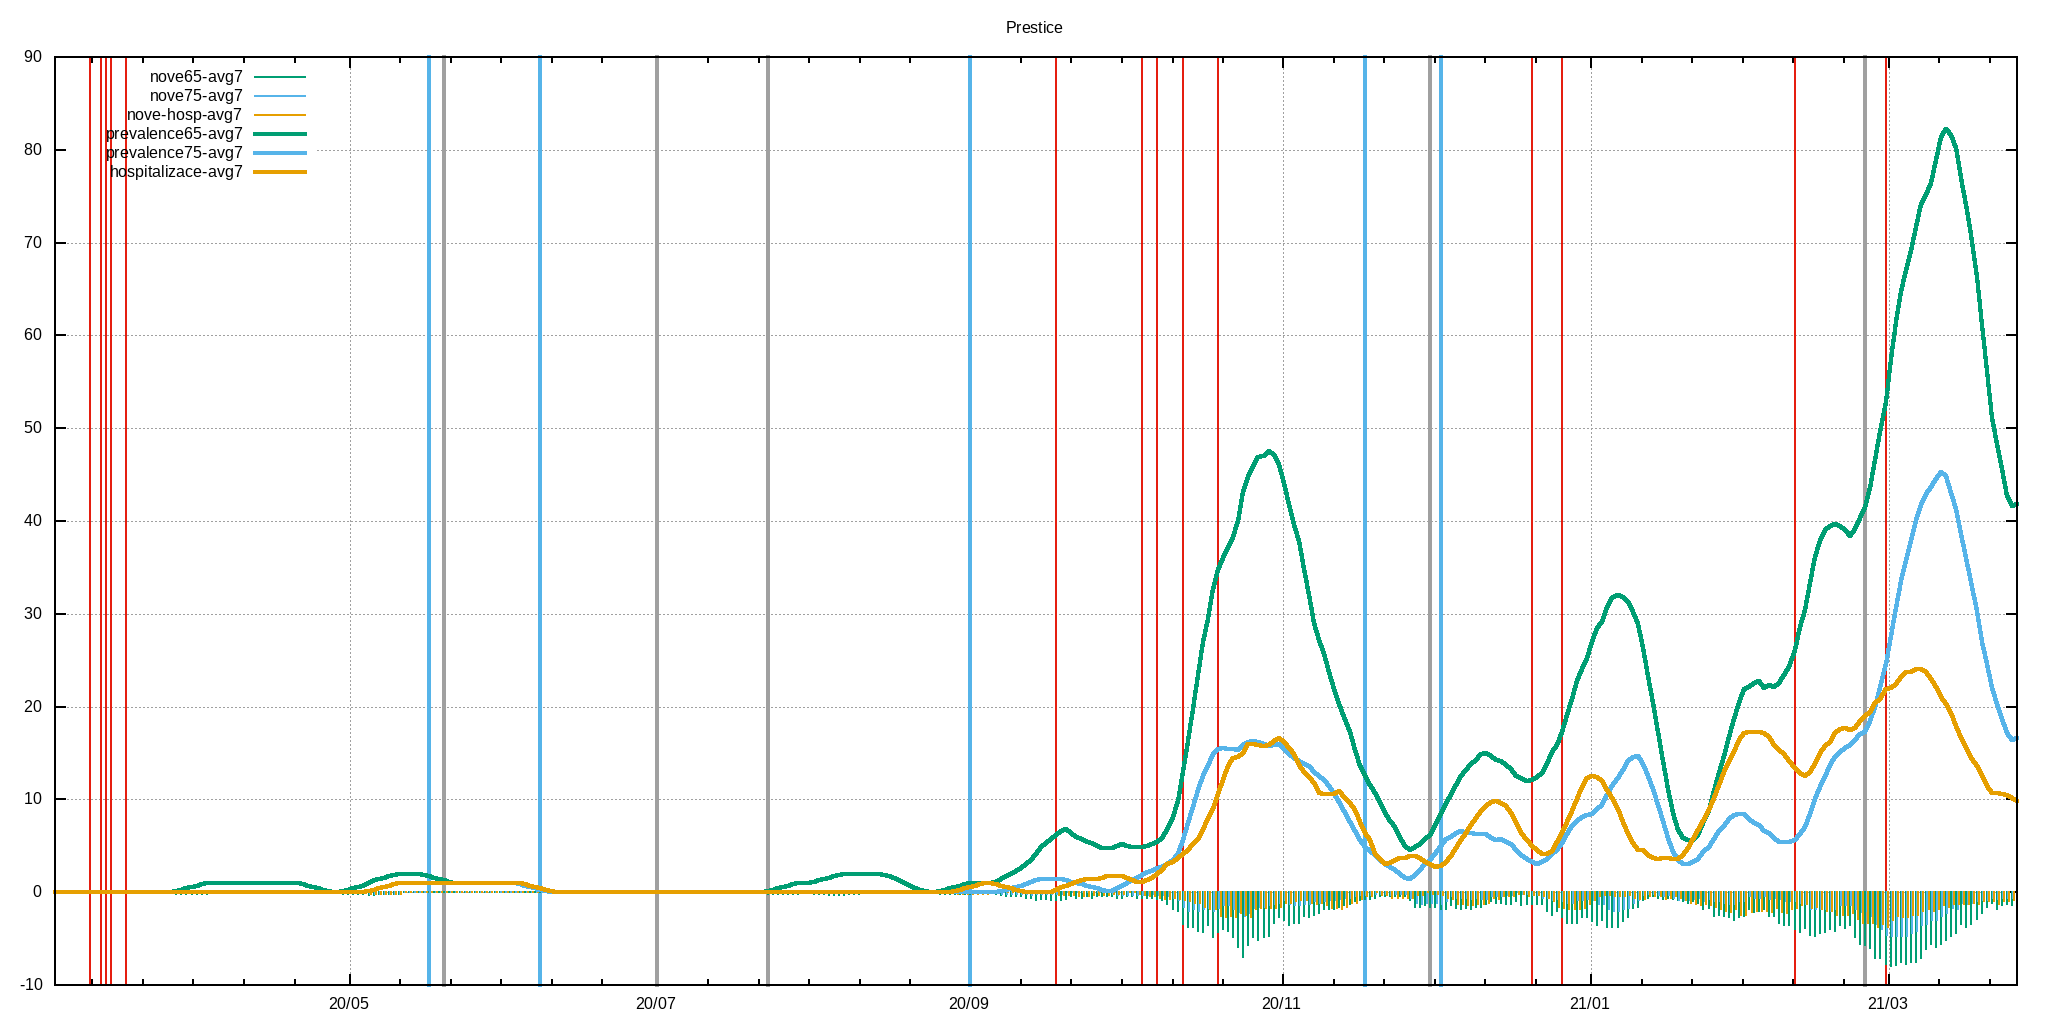 Prestice
90
80
70
60
50
40
30
20
10
0
-10
nove65-avg7
nove75-avg7
nove-hosp-avg7
prevalence65-avg7
prevalence75-avg7
hospitalizace-avg7
20/05 20/07 20/09 20/11 21/01 21/03